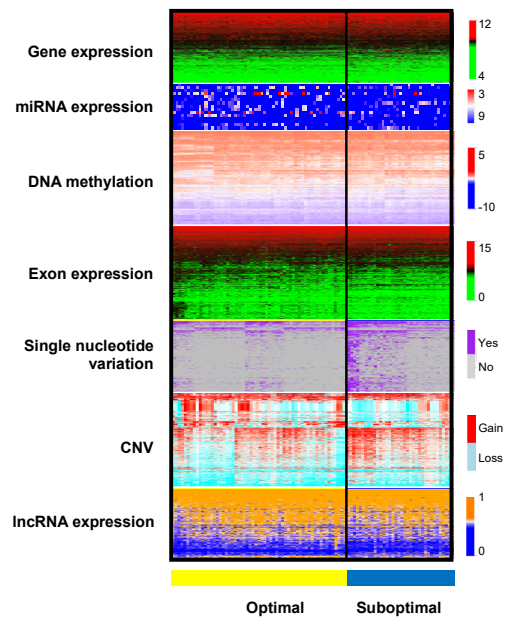 Gene expression
12
4
miRNA expression
3
9
DNA methylation
5
-10
Exon expression
15
0
Single nucleotide
variation
Yes
No
CNV
Gain
Loss
lncRNA expression
1
0
Optimal
Suboptimal